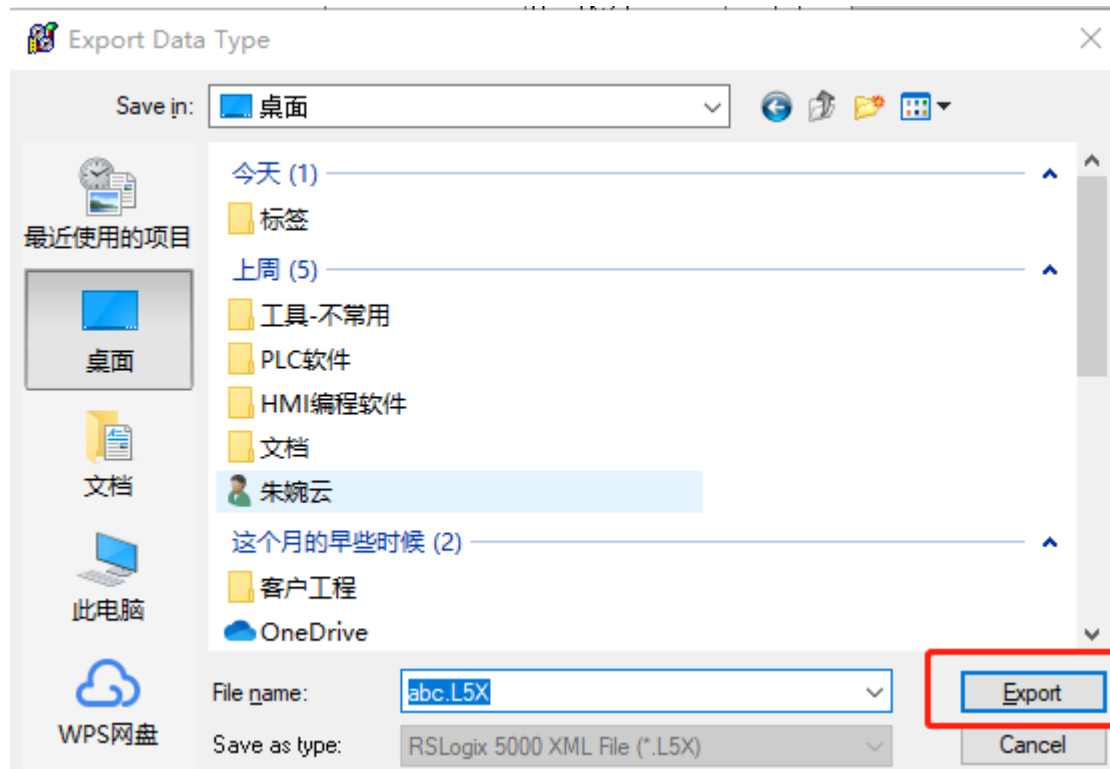 Export Data Type
Save in:
桌面
今天 (1)
标签
最近使用的项目
上周 (5)
工具-不常用
桌面
PLC软件
HMI编程软件
文档
文档
朱婉云
这个月的早些时候 (2)
客户工程
此电脑
OneDrive
File name:
abc.L5X
Export
WPS网盘
Save as type:
RSLogix 5000 XML File (*.L5X)
Cancel